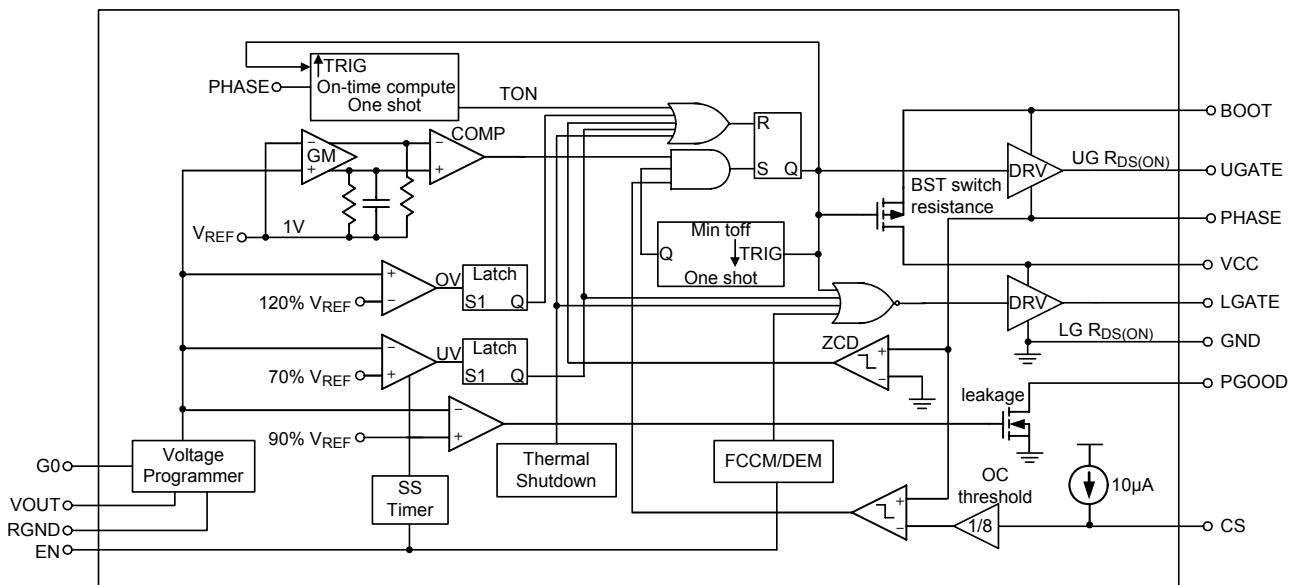 TRIG
PHASE
On-time compute
One shot
TON
BOOT
R
COMP
GM
DRV
UG RDS(ON)
UGATE
S Q
BST switch
resistance
PHASE
VREF
1V
Min toff
Q
TRIG
One shot
VCC
OV
Latch
S1 Q
120% VREF
DRV
LGATE
LG RDS(ON)
GND
ZCD
UV
Latch
S1 Q
70% VREF
PGOOD
leakage
90% VREF
G0
Voltage
Programmer
Thermal
Shutdown
FCCM/DEM
VOUT
SS
Timer
OC
threshold
10µA
RGND
1/8
CS
EN
+
−
+
−
+
−
+
−
+
−
+
−
+
−